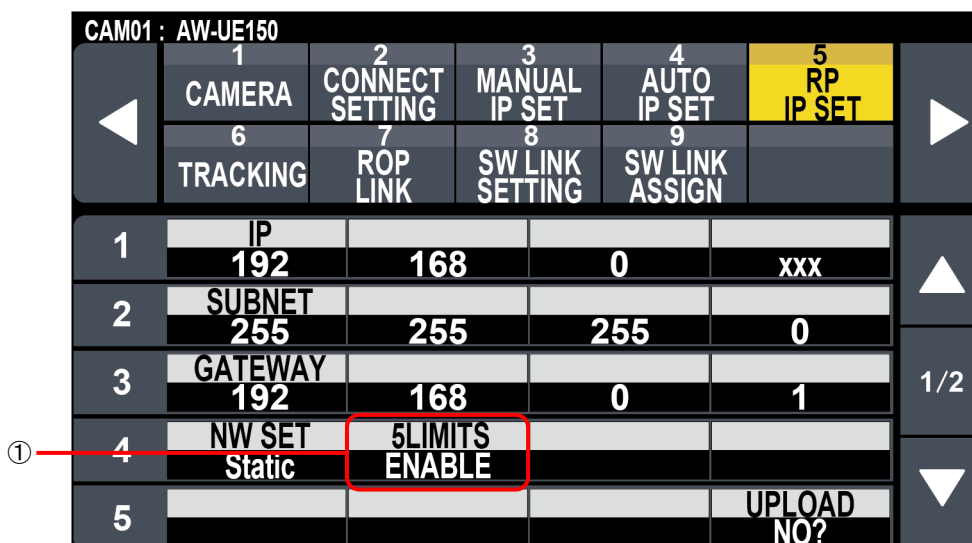 CAM01 : AW-UE150
1 2 3 4 5
CAMERA CONNECT SETTING MANUAL IP SET AUTO IP SET RP IP SET
6 7 8 9
TRACKING ROP LINK SW LINK SETTING SW LINK ASSIGN
1 IP
192 168 0 xxx
2 SUBNET
255 255 255 0
3 GATEWAY
192 168 0 1
1/2
① 4 NW SET 5LIMITS
Static ENABLE
5 UPLOAD
NO?